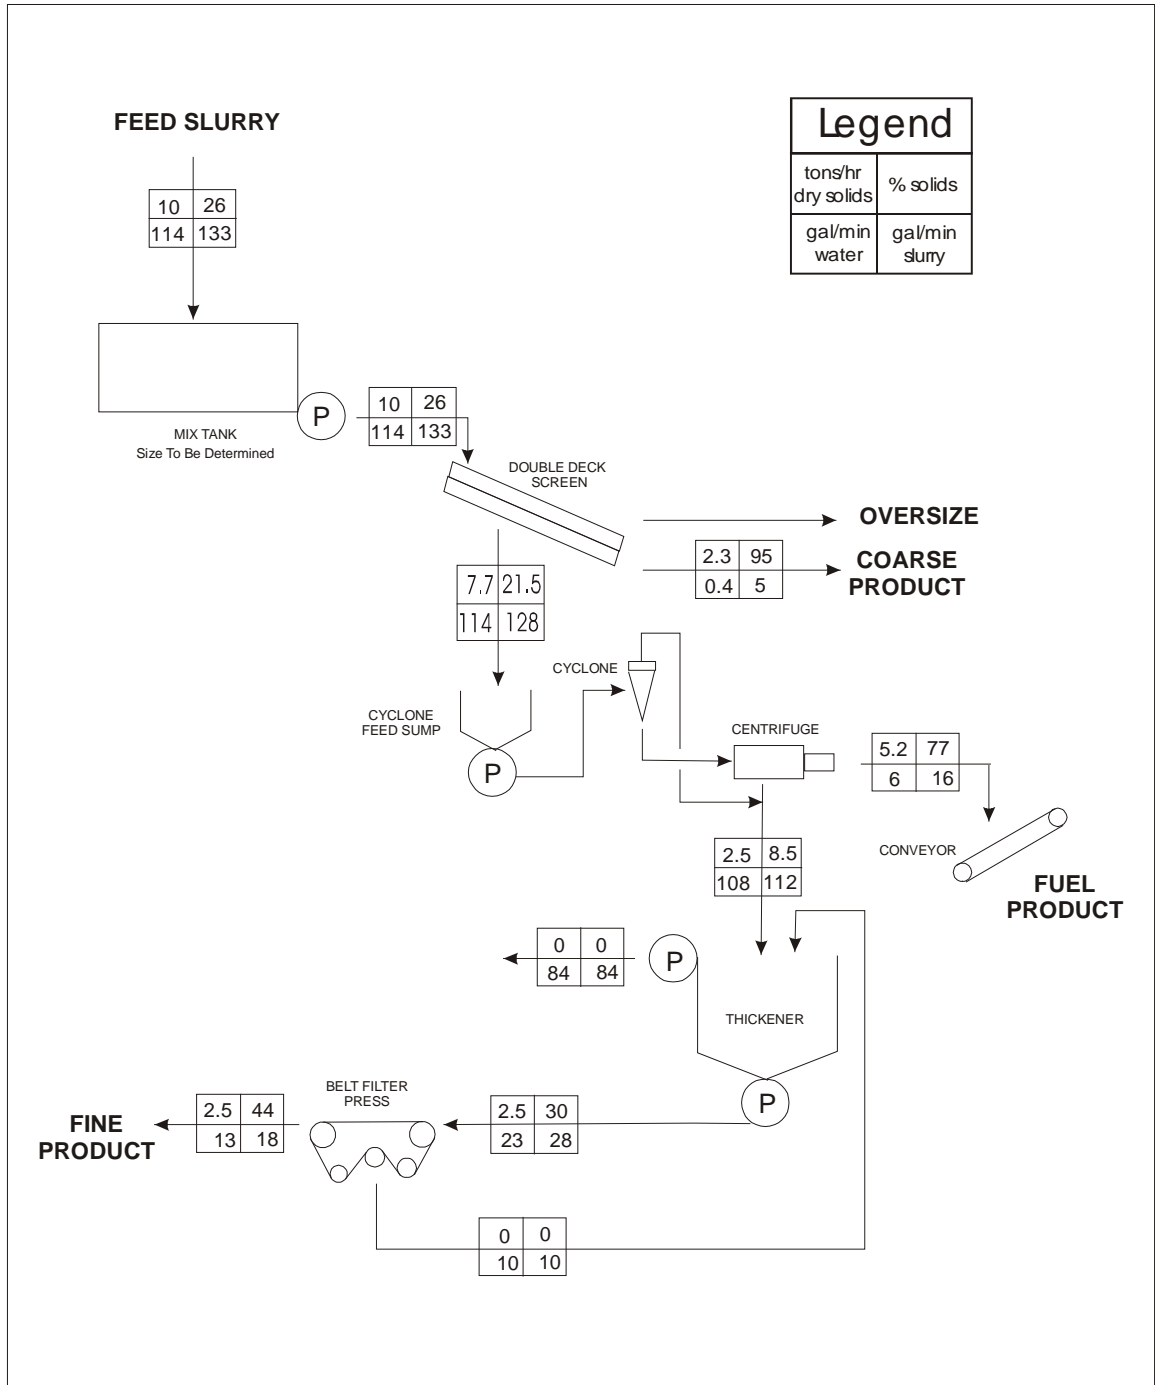 FEED SLURRY
10 26
114 133
Legend
tons/hr
dry solids
% solids
gal/min
water
gal/min
slurry
P
MIX TANK
Size To Be Determined
10 26
114 133
DOUBLE DECK
SCREEN
OVERSIZE
2.3 95
0.4 5
COARSE
PRODUCT
7.7 21.5
114 128
CYCLONE
CYCLONE
FEED SUMP
P
CENTRIFUGE
5.2 77
6 16
CONVEYOR
FUEL
PRODUCT
2.5 8.5
108 112
0 0
84 84
P
THICKENER
P
BELT FILTER
PRESS
2.5 30
23 28
2.5 44
13 18
FINE
PRODUCT
0 0
10 10